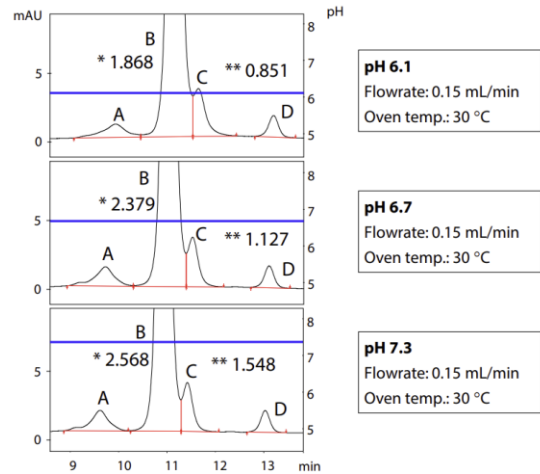 mAU
pH
B
* 1.868
** 0.851
C
A
D
5
0
8
7
6
5
pH 6.1
Flowrate: 0.15 mL/min
Oven temp.: 30 °C
B
* 2.379
** 1.127
C
A
D
5
0
8
7
6
5
pH 6.7
Flowrate: 0.15 mL/min
Oven temp.: 30 °C
B
* 2.568
** 1.548
C
A
D
5
0
8
7
6
5
pH 7.3
Flowrate: 0.15 mL/min
Oven temp.: 30 °C
9 10 11 12 13 min